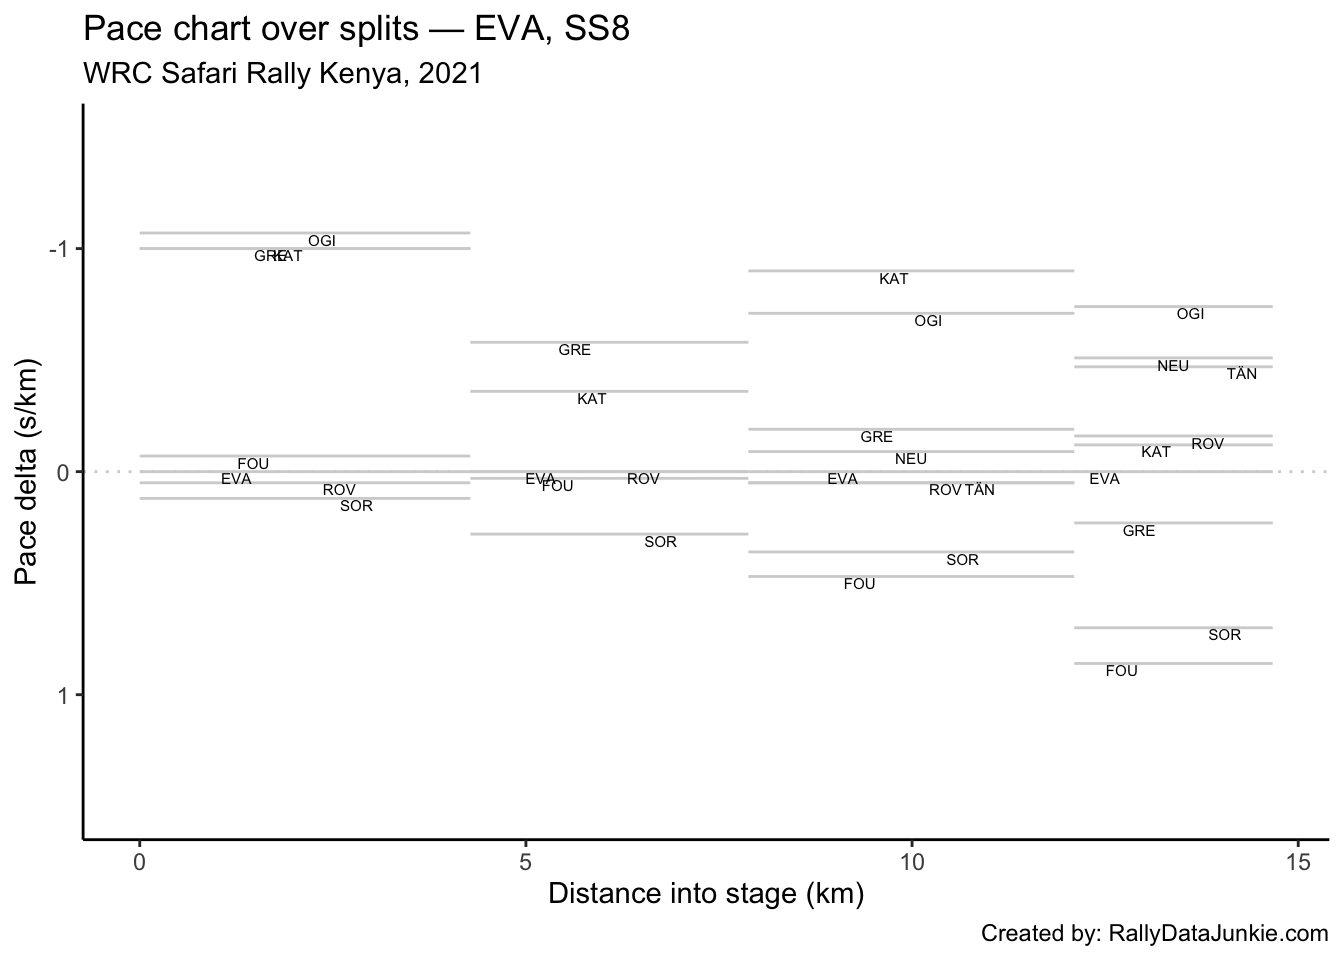 Pace chart over splits — EVA, SS8
WRC Safari Rally Kenya, 2021
Pace delta (s/km)
-1
0
1
OGI
GRE KAT
FOU
EVA
ROV
SOR
GRE
KAT
EVA ROV
FOU
SOR
KAT
OGI
GRE
NEU
EVA
ROV TÄN
SOR
FOU
OGI
NEU
TÄN
ROV
KAT
EVA
GRE
SOR
FOU
0 5 10 15
Distance into stage (km)
Created by: RallyDataJunkie.com